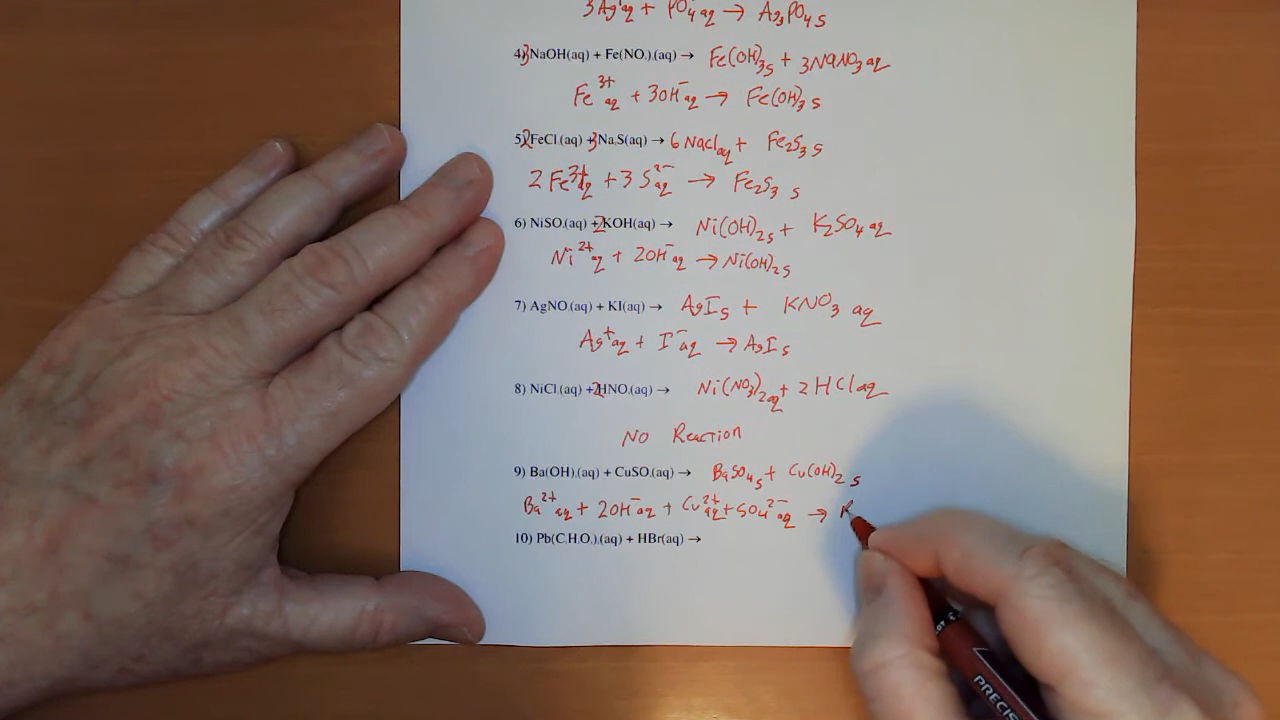 3Ag⁺aq + PO₄³⁻aq → Ag₃PO₄ s
4) 3NaOH(aq) + Fe(NO₃)₃(aq) → Fe(OH)₃ s + 3NaNO₃ aq
Fe³⁺aq + 3OH⁻aq → Fe(OH)₃ s
5) 2FeCl₃(aq) + 3Na₂S(aq) → 6NaCl aq + Fe₂S₃ s
2Fe³⁺aq + 3S²⁻aq → Fe₂S₃ s
6) NiSO₄(aq) + 2KOH(aq) → Ni(OH)₂ s + K₂SO₄ aq
Ni²⁺aq + 2OH⁻aq → Ni(OH)₂ s
7) AgNO₃(aq) + KI(aq) → AgI s + KNO₃ aq
Ag⁺aq + I⁻aq → AgI s
8) NiCl₂(aq) + 2HNO₃(aq) → Ni(NO₃)₂ aq + 2HCl aq
NO Reaction
9) Ba(OH)₂(aq) + CuSO₄(aq) → BaSO₄ s + Cu(OH)₂ s
Ba²⁺aq + 2OH⁻aq + Cu²⁺aq + SO₄²⁻aq →
10) Pb(C₂H₃O₂)₂(aq) + HBr(aq) →
PRECIS